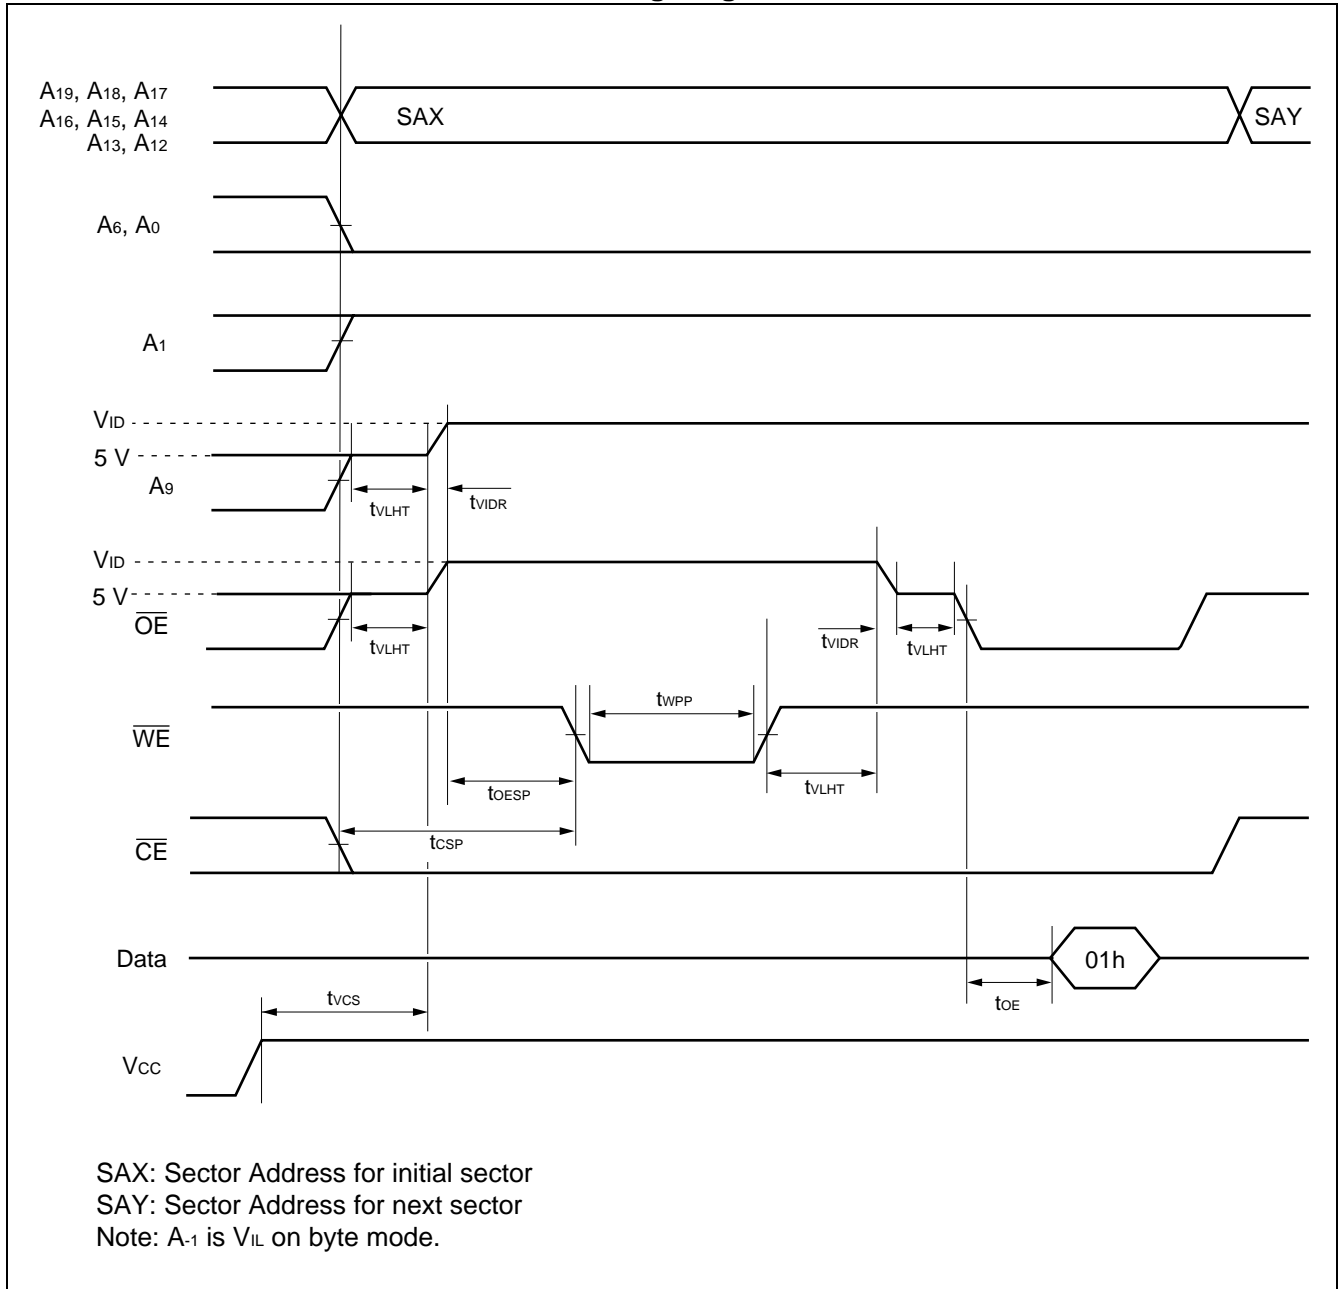 A19, A18, A17
A16, A15, A14
A13, A12
SAX
SAY
A6, A0
A1
VID
5 V
A9
tVLHT
tVIDR
VID
5 V
OE
tVLHT
tVIDR
tVLHT
tWPP
WE
tOESP
tVLHT
tCSP
CE
Data
01h
tVCS
tOE
VCC
SAX: Sector Address for initial sector
SAY: Sector Address for next sector
Note: A-1 is VIL on byte mode.